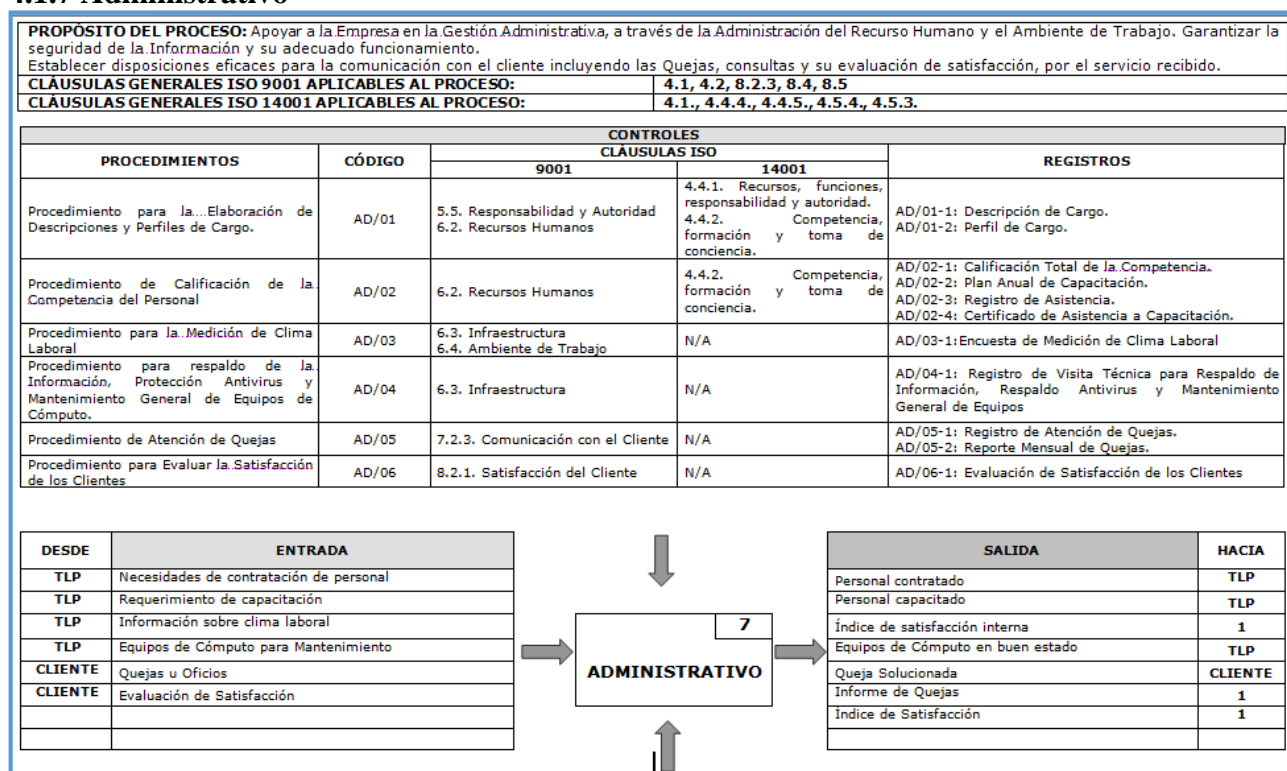 4.1.7 Administrativo
PROPÓSITO DEL PROCESO: Apoyar a la Empresa en la Gestión Administrativa, a través de la Administración del Recurso Humano y el Ambiente de Trabajo. Garantizar la
seguridad de la Información y su adecuado funcionamiento.
Establecer disposiciones eficaces para la comunicación con el cliente incluyendo las Quejas, consultas y su evaluación de satisfacción, por el servicio recibido.
CLÁUSULAS GENERALES ISO 9001 APLICABLES AL PROCESO: 4.1, 4.2, 8.2.3, 8.4, 8.5
CLÁUSULAS GENERALES ISO 14001 APLICABLES AL PROCESO: 4.1., 4.4.4., 4.4.5., 4.5.4., 4.5.3.
CONTROLES
PROCEDIMIENTOS
CÓDIGO
CLÁUSULAS ISO
9001
14001
REGISTROS
Procedimiento para la Elaboración de
Descripciones y Perfiles de Cargo.
AD/01
5.5. Responsabilidad y Autoridad
6.2. Recursos Humanos
4.4.1. Recursos, funciones,
responsabilidad y autoridad.
4.4.2. Competencia,
formación y toma de
conciencia.
AD/01-1: Descripción de Cargo.
AD/01-2: Perfil de Cargo.
Procedimiento de Calificación de la
Competencia del Personal
AD/02
6.2. Recursos Humanos
4.4.2. Competencia,
formación y toma de
conciencia.
AD/02-1: Calificación Total de la Competencia.
AD/02-2: Plan Anual de Capacitación.
AD/02-3: Registro de Asistencia.
AD/02-4: Certificado de Asistencia a Capacitación.
Procedimiento para la Medición de Clima
Laboral
AD/03
6.3. Infraestructura
6.4. Ambiente de Trabajo
N/A
AD/03-1:Encuesta de Medición de Clima Laboral
Procedimiento para respaldo de la
Información, Protección Antivirus y
Mantenimiento General de Equipos de
Cómputo.
AD/04
6.3. Infraestructura
N/A
AD/04-1: Registro de Visita Técnica para Respaldo de
Información, Respaldo Antivirus y Mantenimiento
General de Equipos
Procedimiento de Atención de Quejas
AD/05
7.2.3. Comunicación con el Cliente
N/A
AD/05-1: Registro de Atención de Quejas.
AD/05-2: Reporte Mensual de Quejas.
Procedimiento para Evaluar la Satisfacción
de los Clientes
AD/06
8.2.1. Satisfacción del Cliente
N/A
AD/06-1: Evaluación de Satisfacción de los Clientes
DESDE ENTRADA
TLP Necesidades de contratación de personal
TLP Requerimiento de capacitación
TLP Información sobre clima laboral
TLP Equipos de Cómputo para Mantenimiento
CLIENTE Quejas u Oficios
CLIENTE Evaluación de Satisfacción
7
ADMINISTRATIVO
SALIDA HACIA
Personal contratado TLP
Personal capacitado TLP
Índice de satisfacción interna 1
Equipos de Cómputo en buen estado TLP
Queja Solucionada CLIENTE
Informe de Quejas 1
Índice de Satisfacción 1